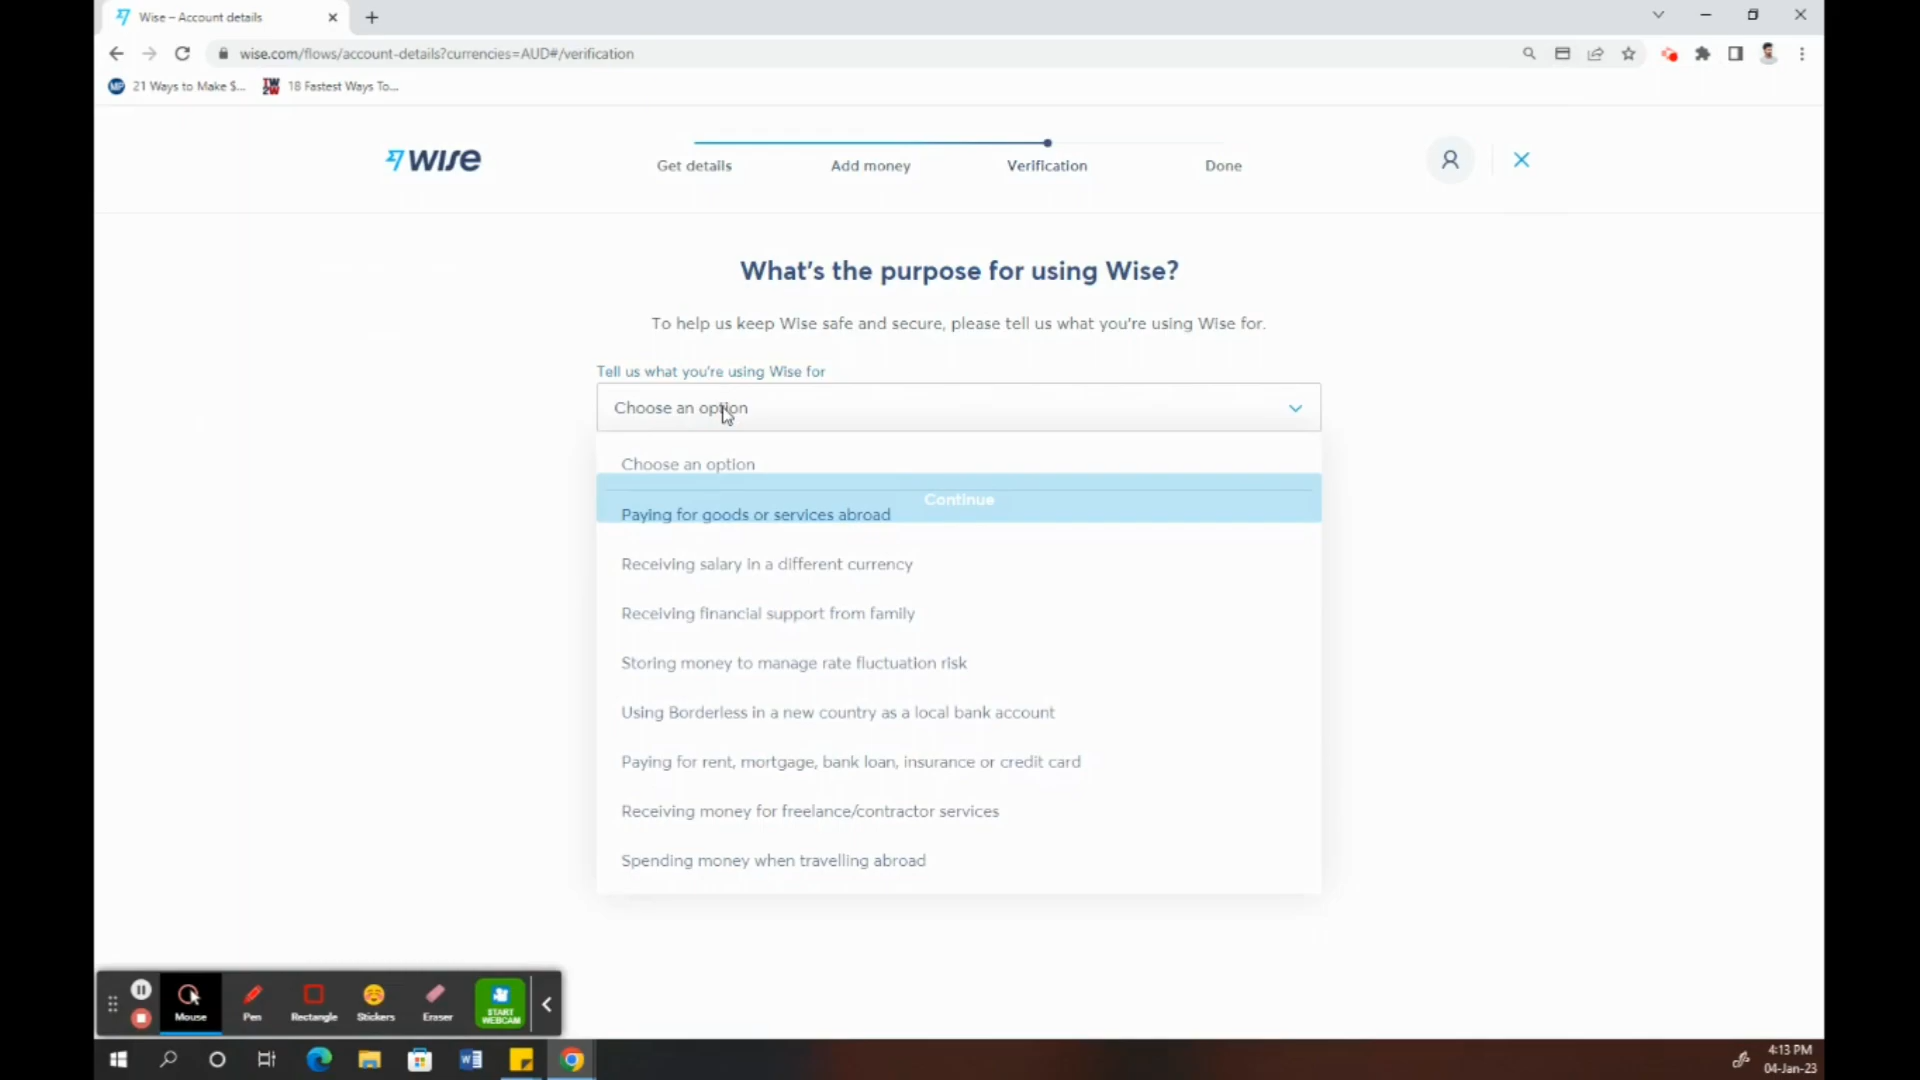 Wise – Account details
wise.com/flows/account-details?currencies=AUD#/verification
MP 21 Ways to Make $...
18 Fastest Ways To...
WISE
Get details
Add money
Verification
Done
What's the purpose for using Wise?
To help us keep Wise safe and secure, please tell us what you're using Wise for.
Tell us what you're using Wise for
Choose an option
Choose an option
Continue
Paying for goods or services abroad
Receiving salary in a different currency
Receiving financial support from family
Storing money to manage rate fluctuation risk
Using Borderless in a new country as a local bank account
Paying for rent, mortgage, bank loan, insurance or credit card
Receiving money for freelance/contractor services
Spending money when travelling abroad
Mouse
Pen
Rectangle
Stickers
Eraser
START
WEBCAM
4:13 PM
04-Jan-23